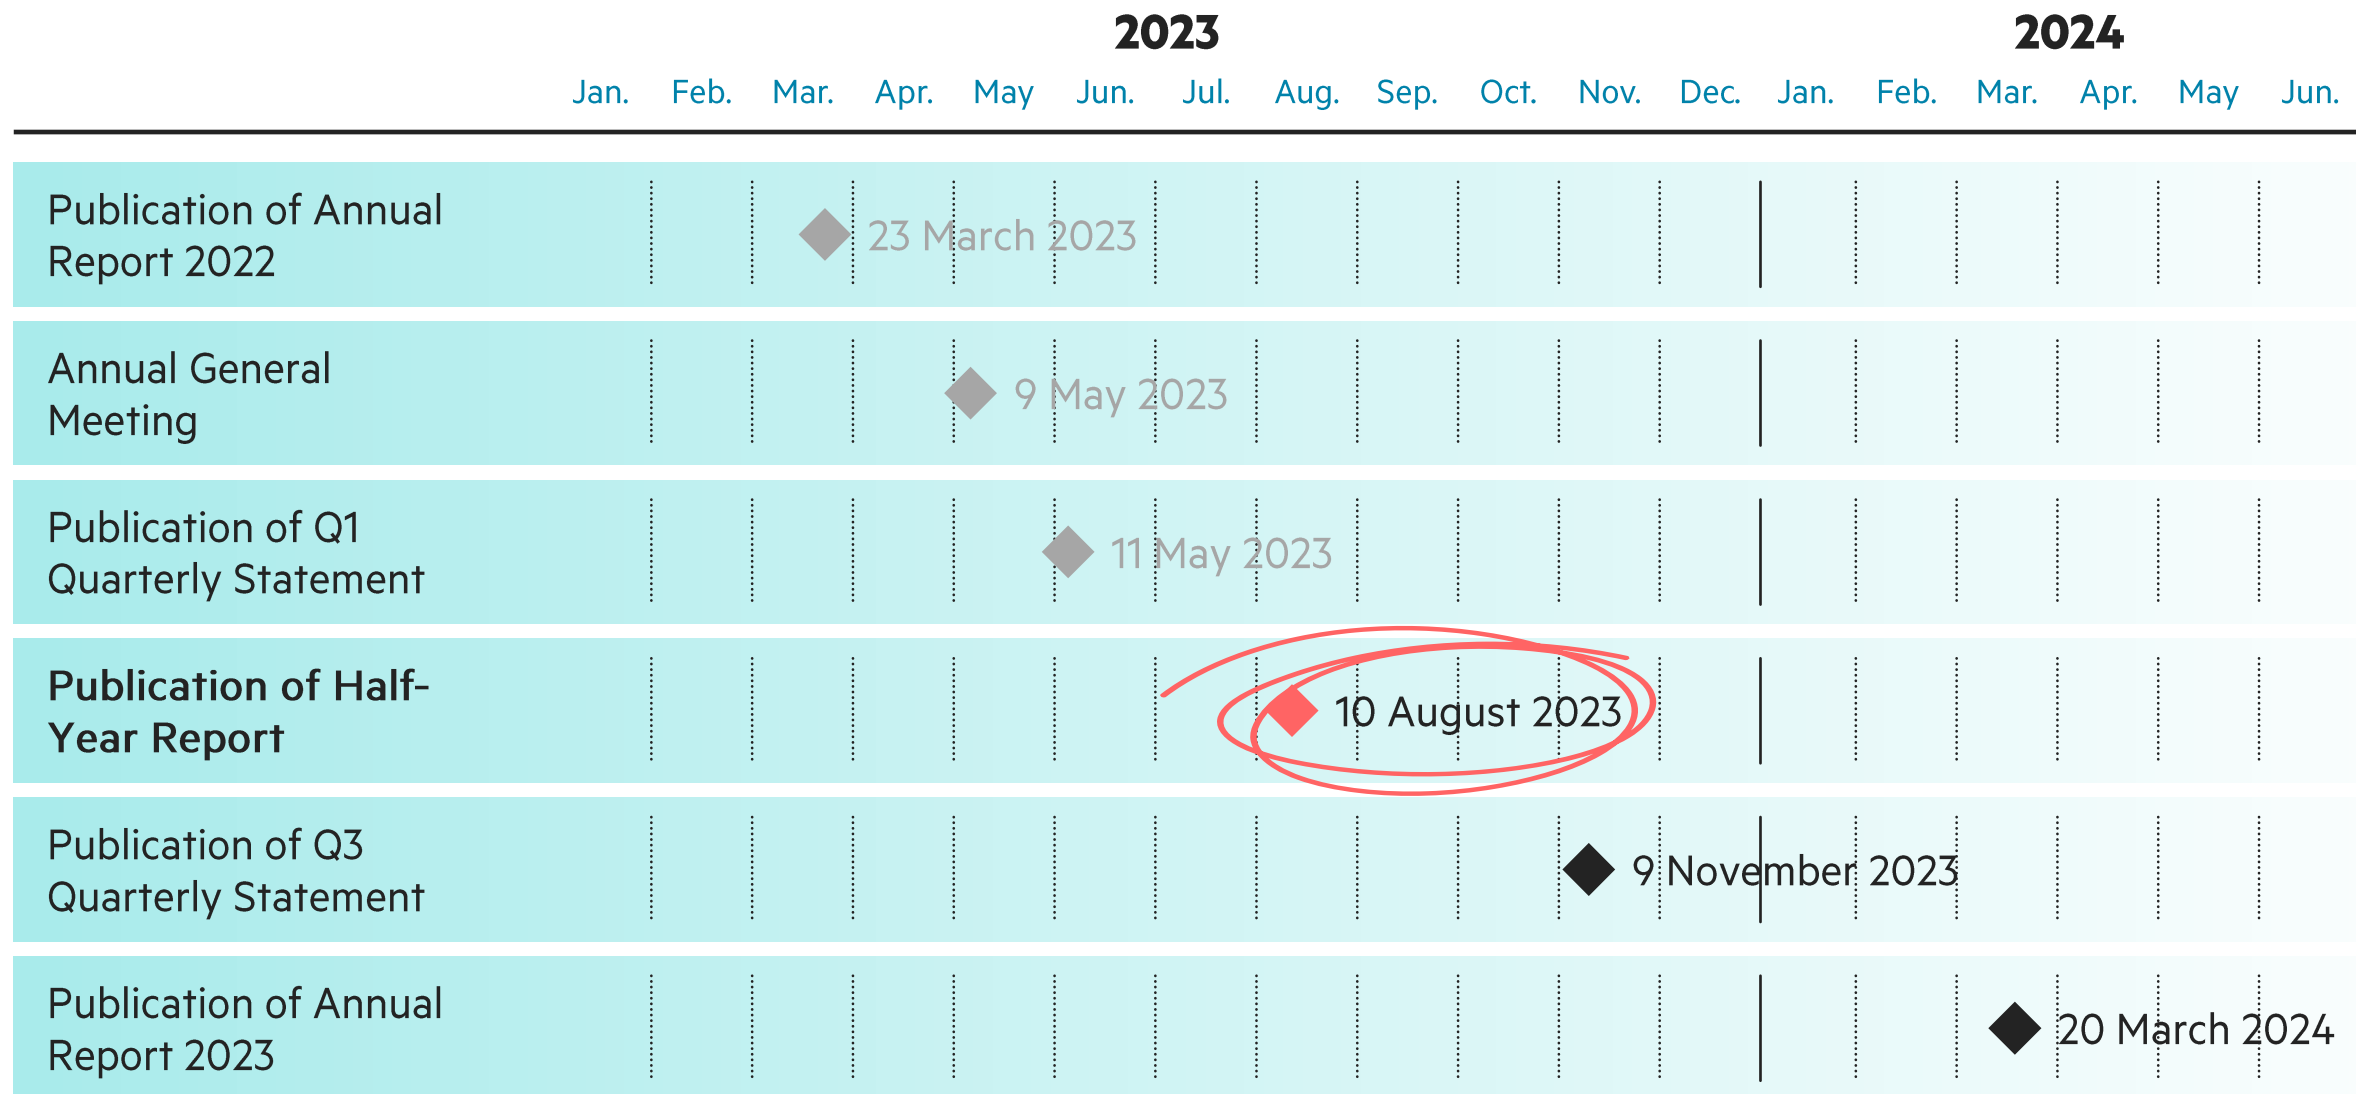 2023 2024
Jan. Feb. Mar. Apr. May Jun. Jul. Aug. Sep. Oct. Nov. Dec. Jan. Feb. Mar. Apr. May Jun.
Publication of Annual
Report 2022
23 March 2023
Annual General
Meeting
9 May 2023
Publication of Q1
Quarterly Statement
11 May 2023
Publication of Half-
Year Report
10 August 2023
Publication of Q3
Quarterly Statement
9 November 2023
Publication of Annual
Report 2023
20 March 2024